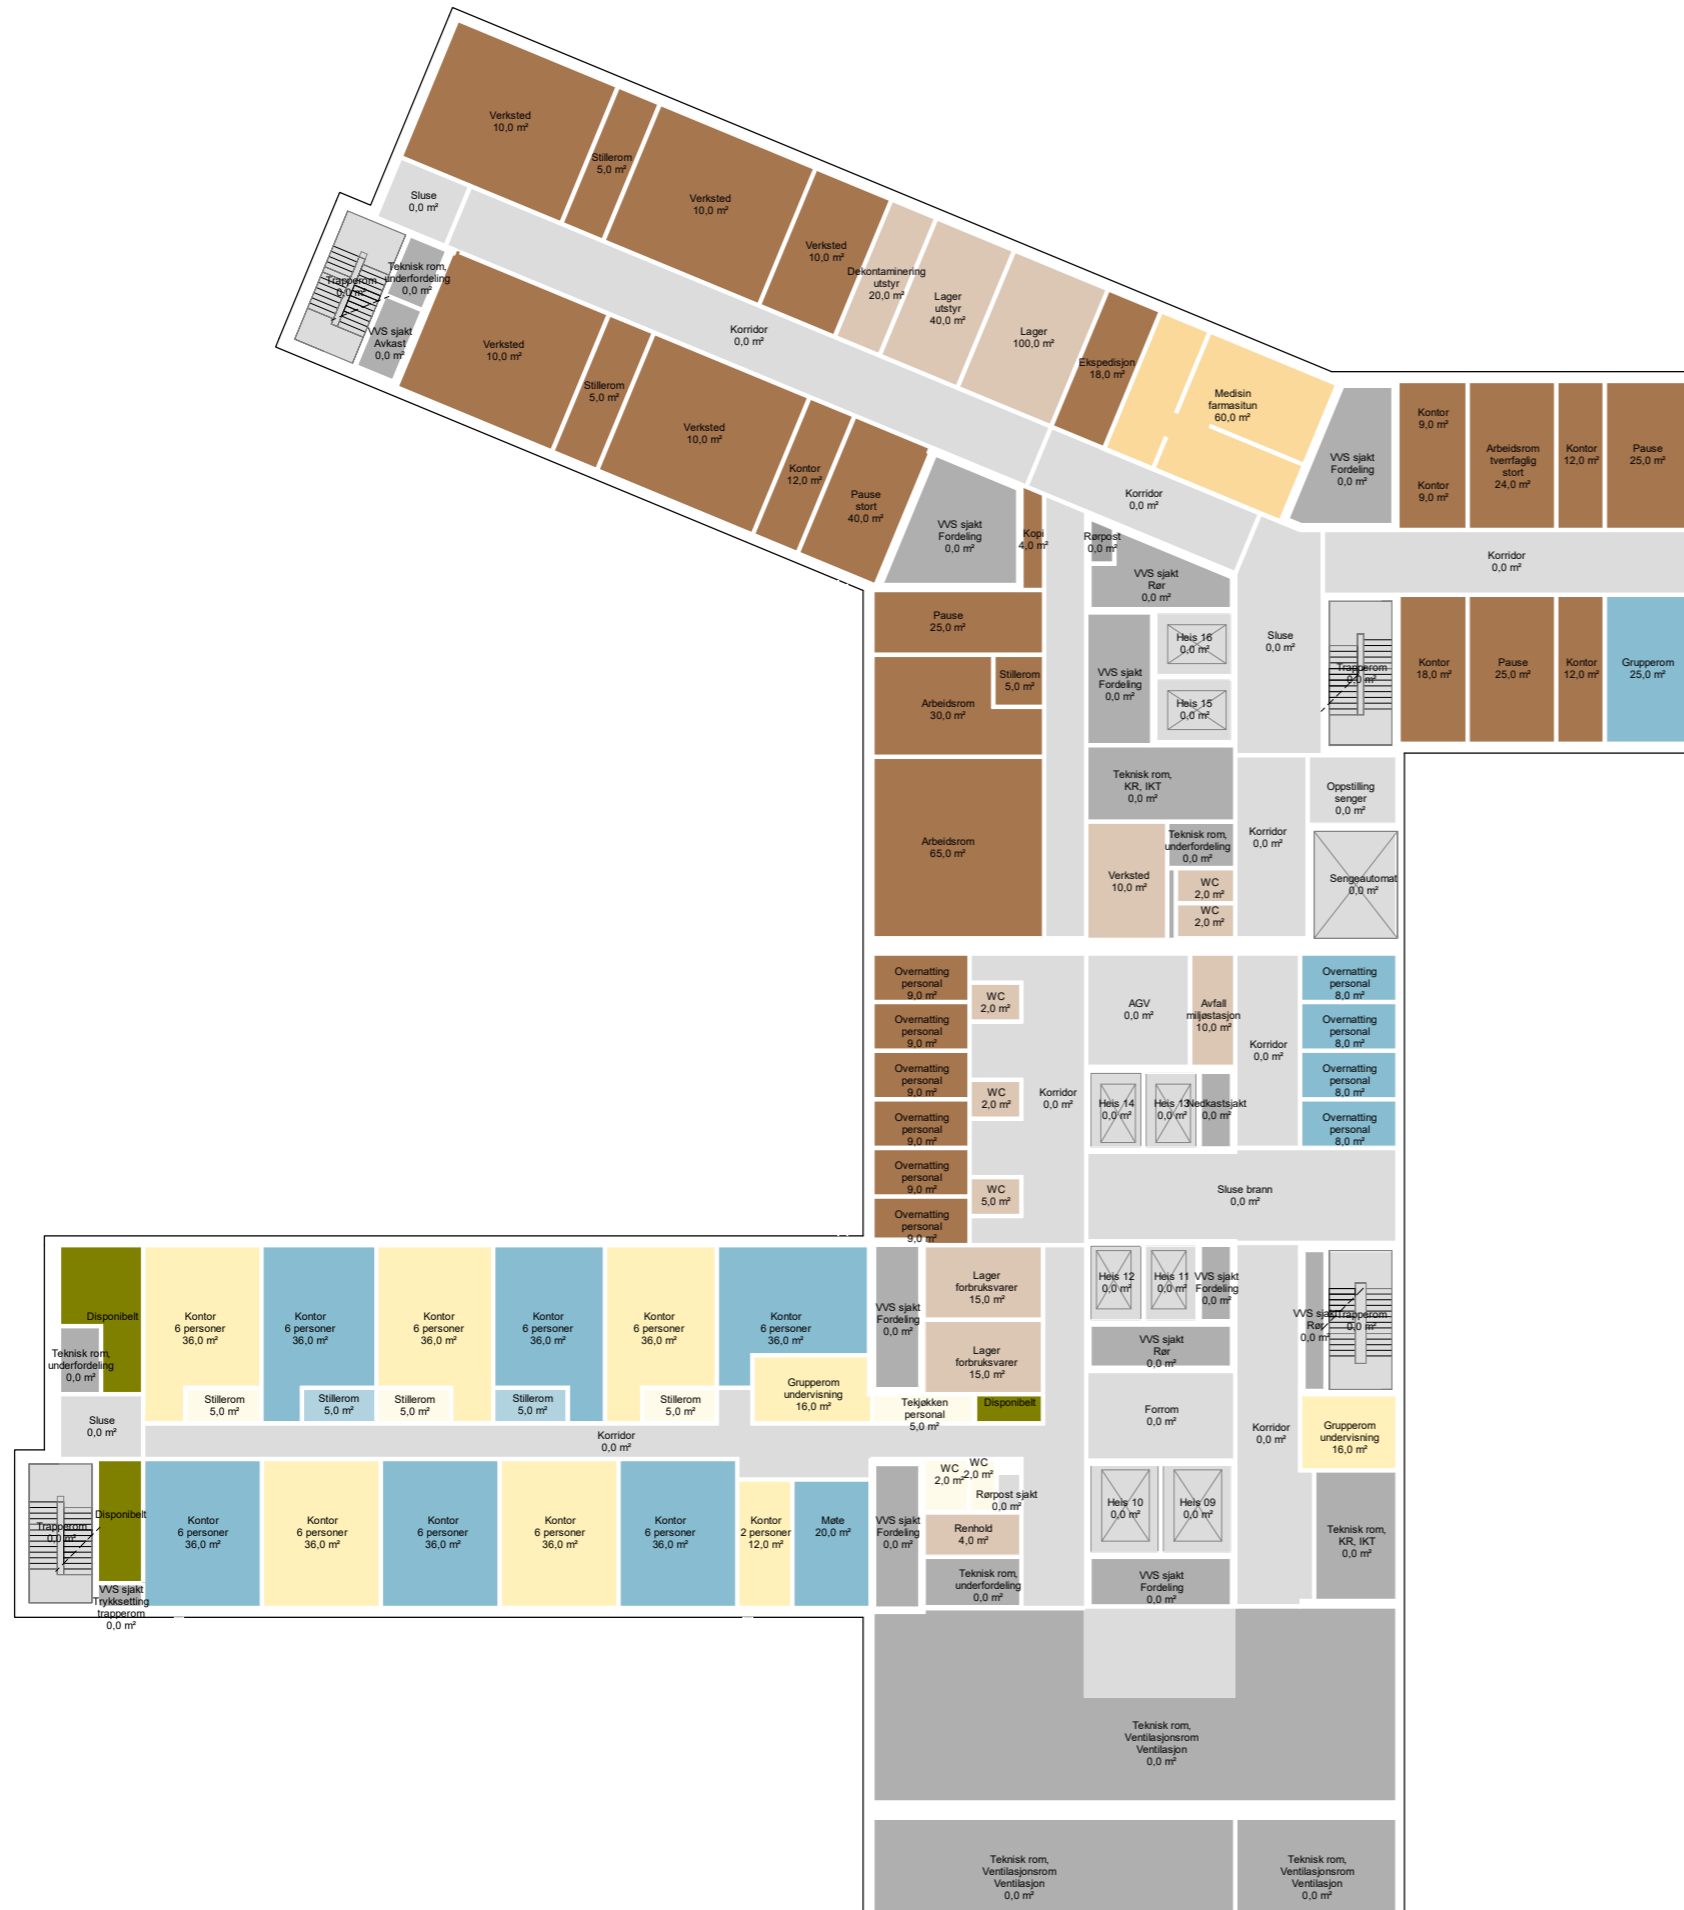 Verksted
10,0 m²
Stillerom
5,0 m²
Verksted
10,0 m²
Verksted
10,0 m²
Dekontaminering
utstyr
20,0 m²
Lager
utstyr
40,0 m²
Lager
100,0 m²
Ekspedisjon
18,0 m²
Medisin
farmasitun
60,0 m²
Sluse
0,0 m²
Trapperom
0,0 m²
Teknisk rom,
underfordeling
0,0 m²
VVS sjakt
Avkast
0,0 m²
Korridor
0,0 m²
Verksted
10,0 m²
Stillerom
5,0 m²
Verksted
10,0 m²
Kontor
12,0 m²
Pause
stort
40,0 m²
VVS sjakt
Fordeling
0,0 m²
Kopi
4,0 m²
Korridor
0,0 m²
VVS sjakt
Fordeling
0,0 m²
Kontor
9,0 m²
Kontor
9,0 m²
Arbeidsrom
tverrfaglig
stort
24,0 m²
Kontor
12,0 m²
Pause
25,0 m²
Korridor
0,0 m²
Rørpost
0,0 m²
VVS sjakt
Rør
0,0 m²
Pause
25,0 m²
Heis 16
0,0 m²
Sluse
0,0 m²
Trapperom
0,0 m²
Kontor
18,0 m²
Pause
25,0 m²
Kontor
12,0 m²
Grupperom
25,0 m²
Stillerom
5,0 m²
Arbeidsrom
30,0 m²
VVS sjakt
Fordeling
0,0 m²
Heis 15
0,0 m²
Teknisk rom,
KR, IKT
0,0 m²
Oppstilling
senger
0,0 m²
Arbeidsrom
65,0 m²
Teknisk rom,
underfordeling
0,0 m²
Korridor
0,0 m²
Verksted
10,0 m²
WC
2,0 m²
WC
2,0 m²
Sengeautomat
0,0 m²
Overnatting
personal
9,0 m²
Overnatting
personal
9,0 m²
Overnatting
personal
9,0 m²
Overnatting
personal
9,0 m²
Overnatting
personal
9,0 m²
Overnatting
personal
9,0 m²
WC
2,0 m²
WC
2,0 m²
WC
5,0 m²
Korridor
0,0 m²
AGV
0,0 m²
Avfall
miljøstasjon
10,0 m²
Korridor
0,0 m²
Overnatting
personal
8,0 m²
Overnatting
personal
8,0 m²
Overnatting
personal
8,0 m²
Overnatting
personal
8,0 m²
Heis 14
0,0 m²
Heis 13
0,0 m²
Nedkastsjakt
0,0 m²
Sluse brann
0,0 m²
Disponibelt
Teknisk rom,
underfordeling
0,0 m²
Kontor
6 personer
36,0 m²
Kontor
6 personer
36,0 m²
Kontor
6 personer
36,0 m²
Kontor
6 personer
36,0 m²
Kontor
6 personer
36,0 m²
Kontor
6 personer
36,0 m²
Stillerom
5,0 m²
Stillerom
5,0 m²
Stillerom
5,0 m²
Stillerom
5,0 m²
Stillerom
5,0 m²
Grupperom
undervisning
16,0 m²
VVS sjakt
Fordeling
0,0 m²
Lager
forbruksvarer
15,0 m²
Lager
forbruksvarer
15,0 m²
Tekjøkken
personal
5,0 m²
Disponibelt
Heis 12
0,0 m²
Heis 11
0,0 m²
VVS sjakt
Fordeling
0,0 m²
VVS sjakt
Rør
0,0 m²
VVS sjakt
Rør
0,0 m²
Trapperom
0,0 m²
Forrom
0,0 m²
Korridor
0,0 m²
Grupperom
undervisning
16,0 m²
Sluse
0,0 m²
Korridor
0,0 m²
Trapperom
0,0 m²
Disponibelt
VVS sjakt
Trykksetting
trapperom
0,0 m²
Kontor
6 personer
36,0 m²
Kontor
6 personer
36,0 m²
Kontor
6 personer
36,0 m²
Kontor
6 personer
36,0 m²
Kontor
6 personer
36,0 m²
Kontor
2 personer
12,0 m²
Møte
20,0 m²
VVS sjakt
Fordeling
0,0 m²
WC
2,0 m²
WC
2,0 m²
Rørpost sjakt
0,0 m²
Renhold
4,0 m²
Teknisk rom,
underfordeling
0,0 m²
Heis 10
0,0 m²
Heis 09
0,0 m²
VVS sjakt
Fordeling
0,0 m²
Teknisk rom,
KR, IKT
0,0 m²
Teknisk rom,
Ventilasjonsrom
Ventilasjon
0,0 m²
Teknisk rom,
Ventilasjonsrom
Ventilasjon
0,0 m²
Teknisk rom,
Ventilasjonsrom
Ventilasjon
0,0 m²